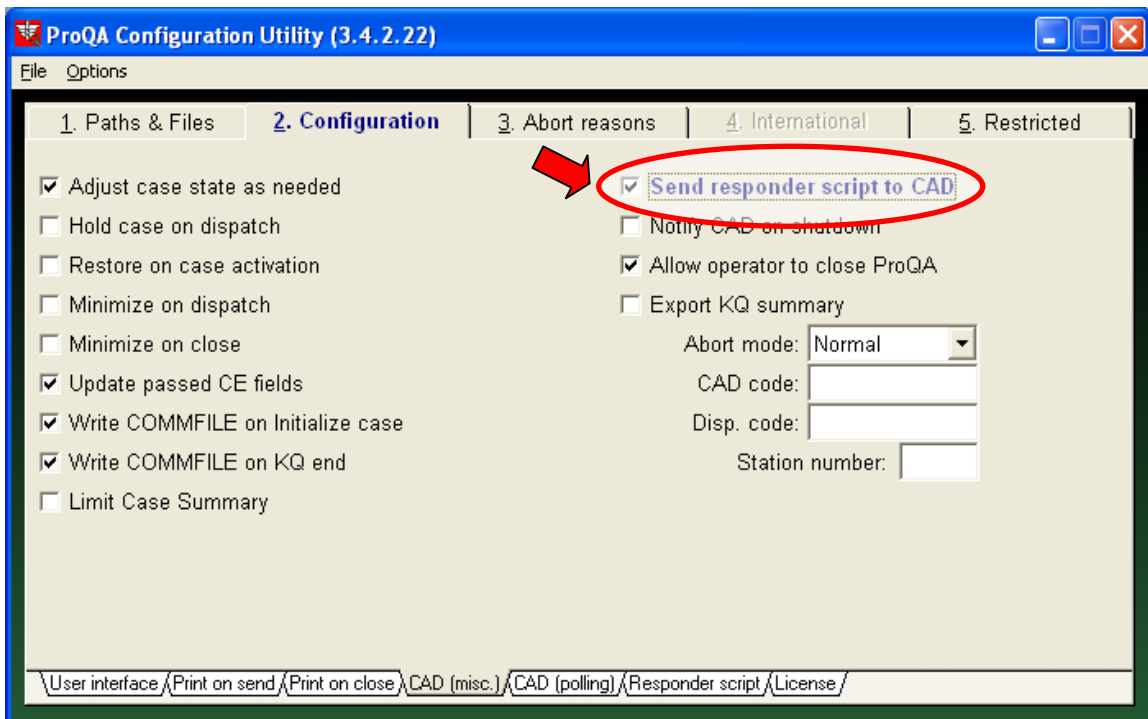 ProQA Configuration Utility (3.4.2.22)
File Options
1. Paths & Files 2. Configuration 3. Abort reasons 4. International 5. Restricted
Adjust case state as needed
Hold case on dispatch
Restore on case activation
Minimize on dispatch
Minimize on close
Update passed CE fields
Write COMMFILE on Initialize case
Write COMMFILE on KQ end
Limit Case Summary
Send responder script to CAD
Notify CAD on shutdown
Allow operator to close ProQA
Export KQ summary
Abort mode: Normal
CAD code:
Disp. code:
Station number:
User interface Print on send Print on close CAD (misc.) CAD (polling) Responder script License